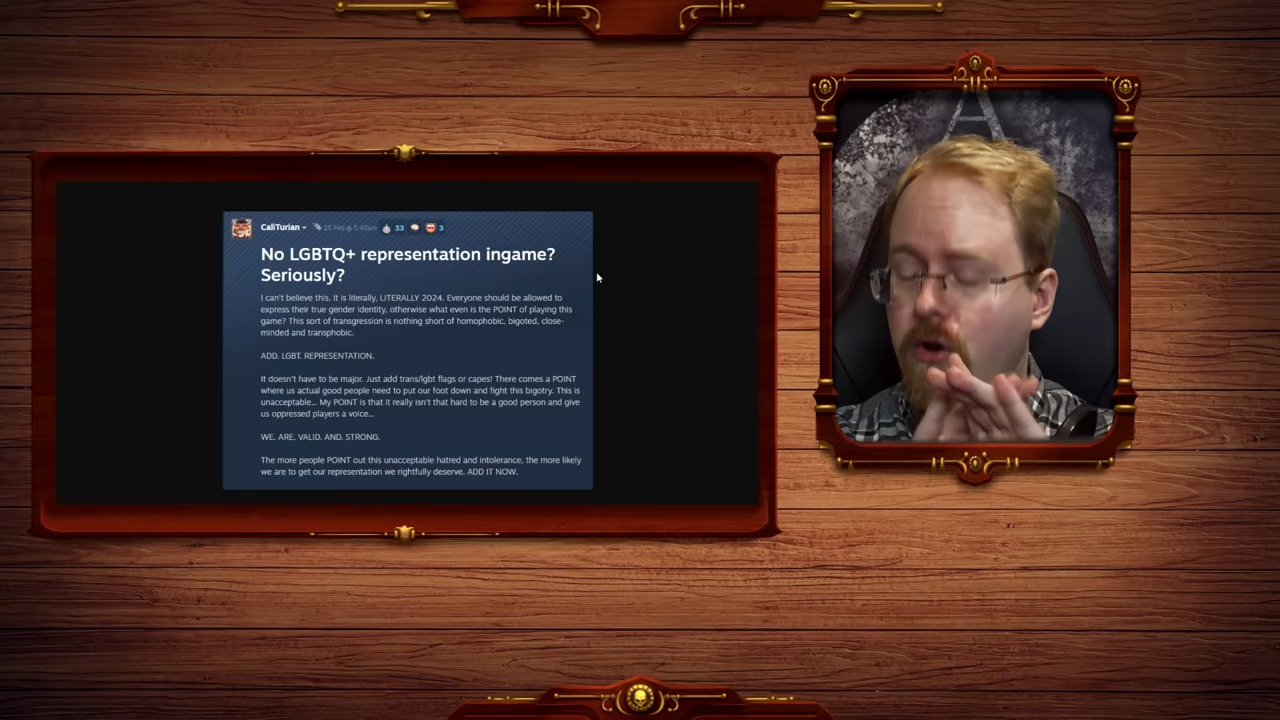 CaliTurian 25 Feb @ 5:45am 33 3
No LGBTQ+ representation ingame?
Seriously?
I can't believe this. It is literally, LITERALLY 2024. Everyone should be allowed to
express their true gender identity, otherwise what even is the POINT of playing this
game? This sort of transgression is nothing short of homophobic, bigoted, close-
minded and transphobic.
ADD. LGBT. REPRESENTATION.
It doesn't have to be major. Just add trans/lgbt flags or capes! There comes a POINT
where us actual good people need to put our foot down and fight this bigotry. This is
unacceptable... My POINT is that it really isn't that hard to be a good person and give
us oppressed players a voice...
WE. ARE. VALID. AND. STRONG.
The more people POINT out this unacceptable hatred and intolerance, the more likely
we are to get our representation we rightfully deserve. ADD IT NOW.